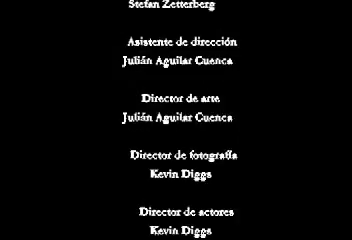 Stefan Zetterberg
Asistente de dirección
Julián Aguilar Cuenca
Director de arte
Julián Aguilar Cuenca
Director de fotografía
Kevin Diggs
Director de actores
Kevin Diggs